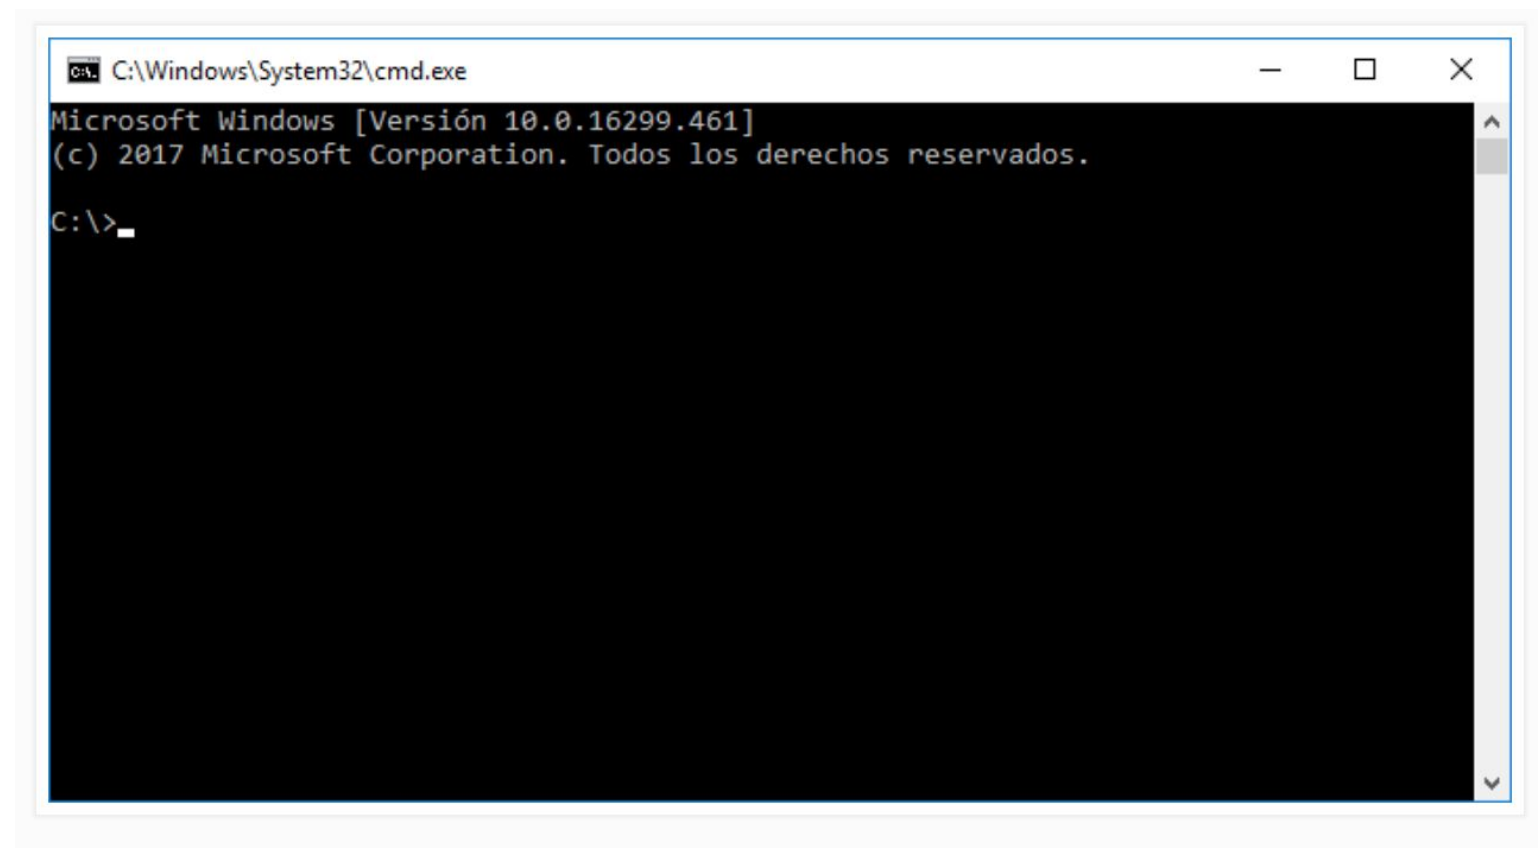 C:\Windows\System32\cmd.exe
Microsoft Windows [Versión 10.0.16299.461]
(c) 2017 Microsoft Corporation. Todos los derechos reservados.
C:\>